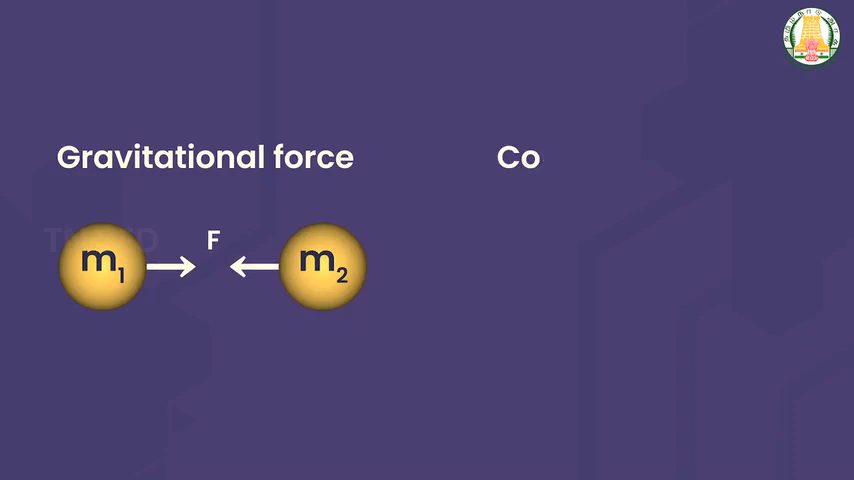 Gravitational force
Co
F
m₁
m₂